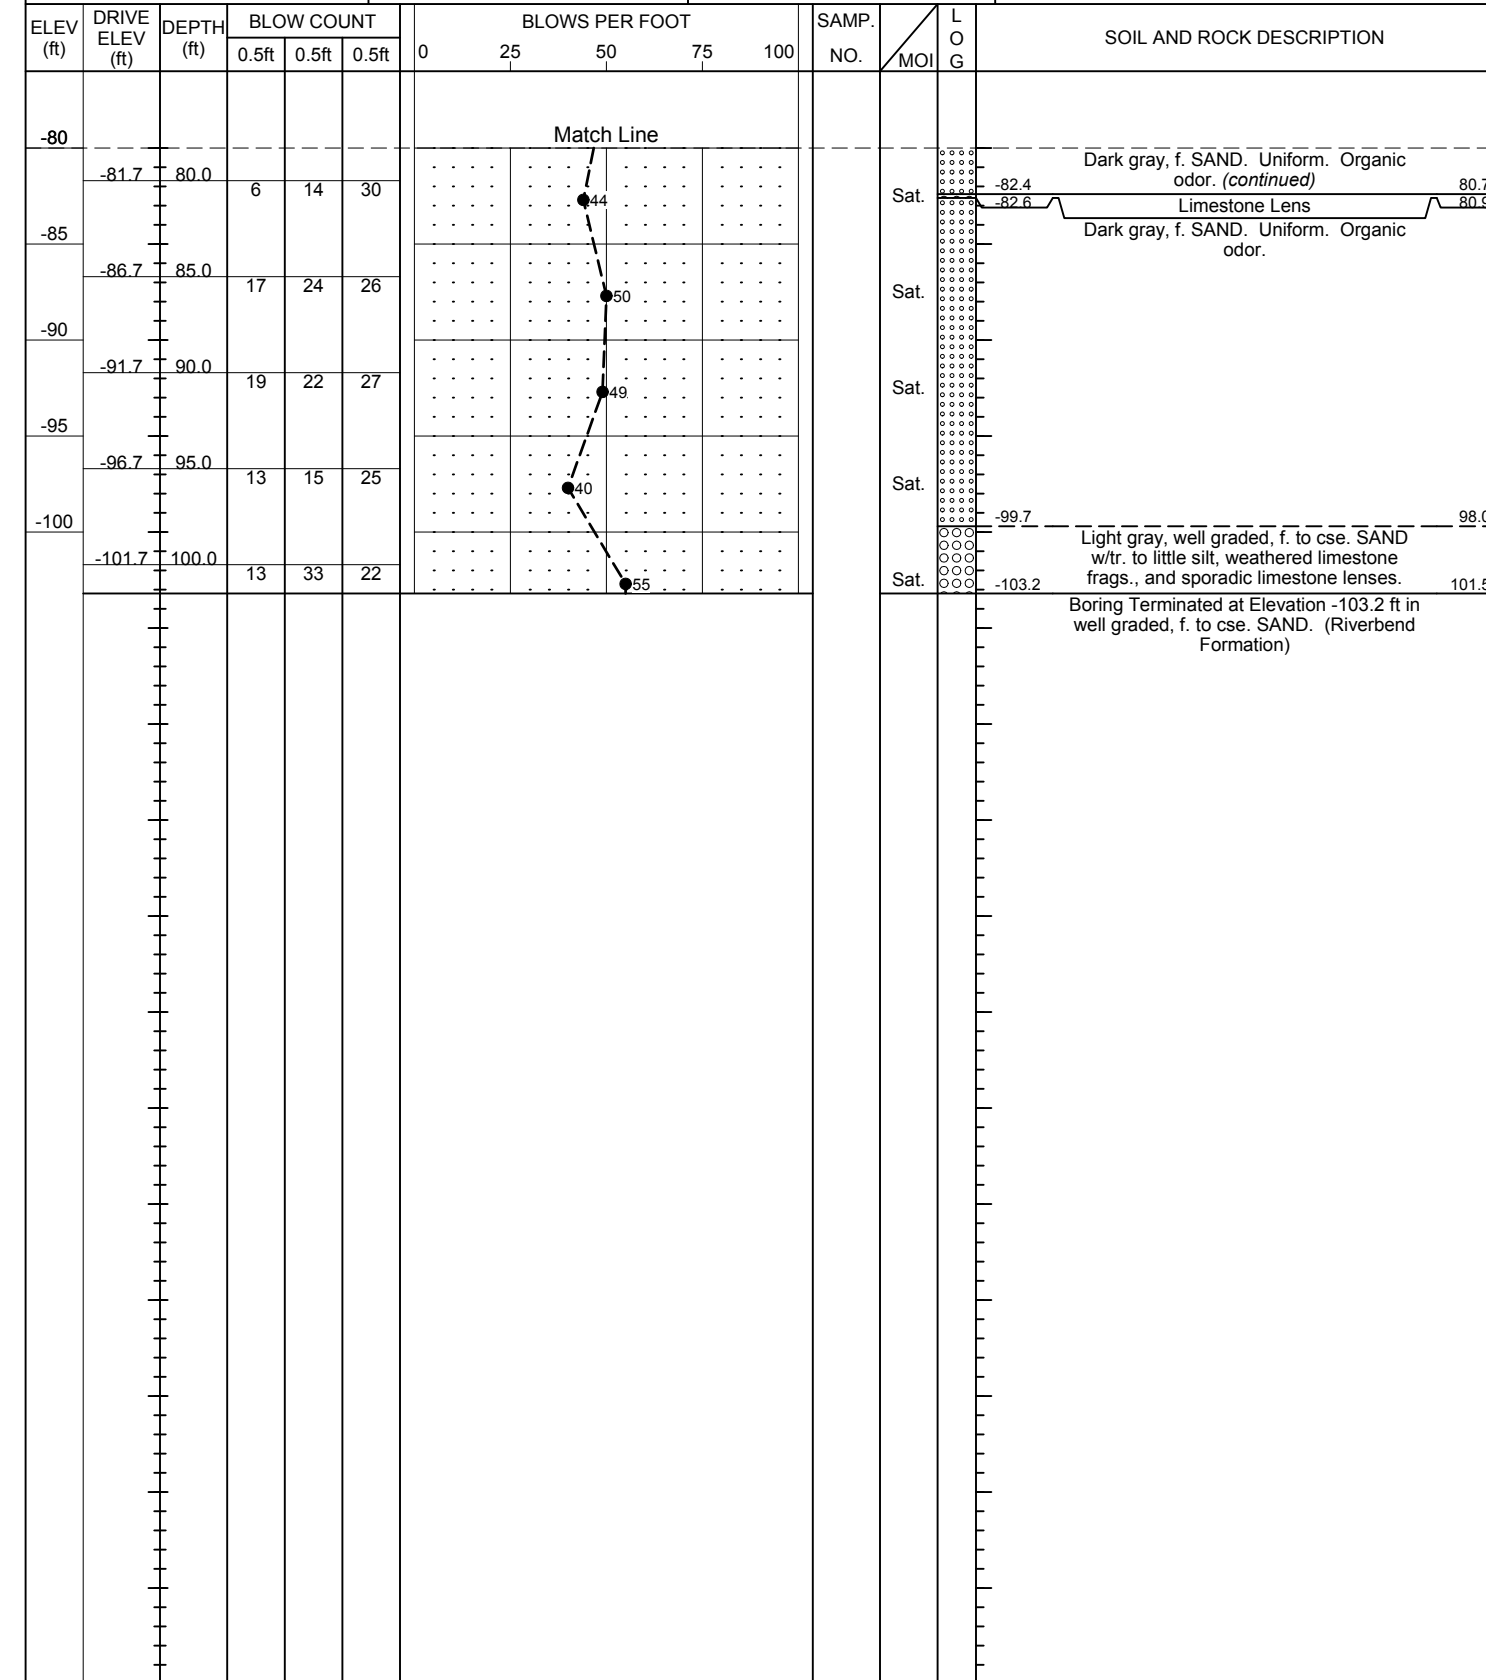 ELEV (ft) DRIVE ELEV (ft) DEPTH (ft) BLOW COUNT BLOWS PER FOOT SAMP. NO. MOI L O G SOIL AND ROCK DESCRIPTION
0.5ft 0.5ft 0.5ft 0 25 50 75 100
-80 Match Line
-81.7 80.0 6 14 30 44 Sat.
Dark gray, f. SAND. Uniform. Organic
odor. (continued)
-82.4 80.7
-82.6 Limestone Lens 80.9
Dark gray, f. SAND. Uniform. Organic
odor.
-85
-86.7 85.0 17 24 26 50 Sat.
-90
-91.7 90.0 19 22 27 49 Sat.
-95
-96.7 95.0 13 15 25 40 Sat.
-99.7 98.0
-100
Light gray, well graded, f. to cse. SAND
w/tr. to little silt, weathered limestone
frags., and sporadic limestone lenses.
-101.7 100.0 13 33 22 55 Sat.
-103.2 101.5
Boring Terminated at Elevation -103.2 ft in
well graded, f. to cse. SAND. (Riverbend
Formation)